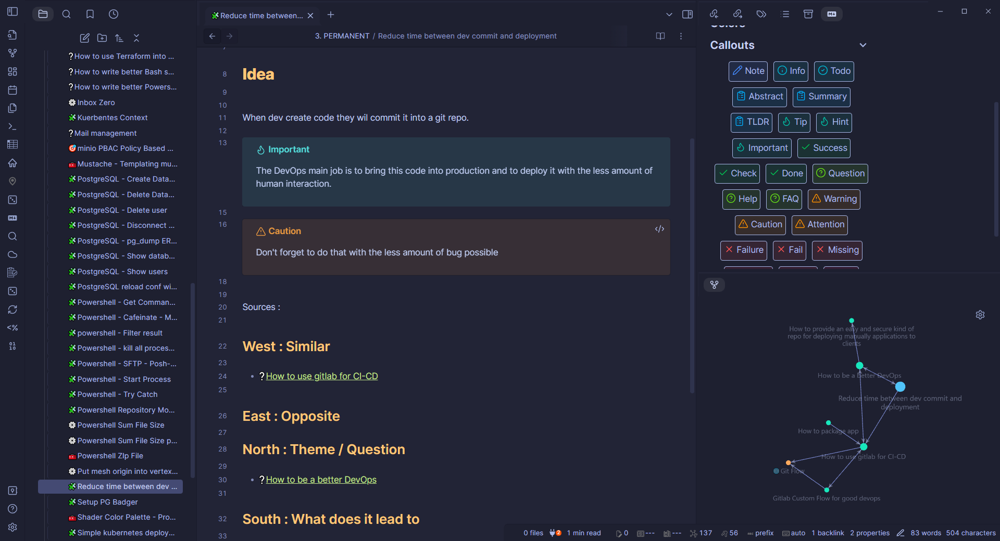 Reduce time between...
3. PERMANENT / Reduce time between dev commit and deployment
?How to use Terraform into ...
?How to write better Bash s...
?How to write better Powers...
Inbox Zero
Kuerbentes Context
?Mail management
minio PBAC Policy Based ...
Mustache - Templating mu...
PostgreSQL - Create Data...
PostgreSQL - Delete Data...
PostgreSQL - Delete user
PostgreSQL - Disconnect ...
PostgreSQL - pg_dump ER...
PostgreSQL - Show datab...
PostgreSQL - Show users
PostgreSQL reload conf wi...
Powershell - Get Comman...
Powershell - Cafeinate - M...
powershell - Filter result
Powershell - kill all proces...
Powershell - SFTP - Posh-...
Powershell - Start Process
Powershell - Try Catch
Powershell Repository Mo...
Powershell Sum File Size
Powershell Sum File Size p...
Powershell ZIp File
Put mesh origin into vertex...
Reduce time between dev ...
Setup PG Badger
Shader Color Palette - Pro...
Simple kubernetes deploy...
8 Idea
9
10
11 When dev create code they wil commit it into a git repo.
12
13 Important
The DevOps main job is to bring this code into production and to deploy it with the less amount of
human interaction.
15
16 Caution
</>
Don't forget to do that with the less amount of bug possible
18
19
20 Sources :
21
22 West : Similar
23
24 • ?How to use gitlab for CI-CD
25
26 East : Opposite
27
28 North : Theme / Question
29
30 • ?How to be a better DevOps
31
32 South : What does it lead to
33
Callouts
Note Info Todo
Abstract Summary
TLDR Tip Hint
Important Success
Check Done Question
Help FAQ Warning
Caution Attention
Failure Fail Missing
How to provide an easy and secure kind of
repo for deploying manually applications to
clients
How to be a better DevOps
Reduce time between dev commit and
deployment
How to package app
How to use gitlab for CI-CD
Git Flow
Gitlab Custom Flow for good devops
0 files 2 1 min read 0 --- --- 137 56 prefix auto 1 backlink 2 properties 83 words 504 characters